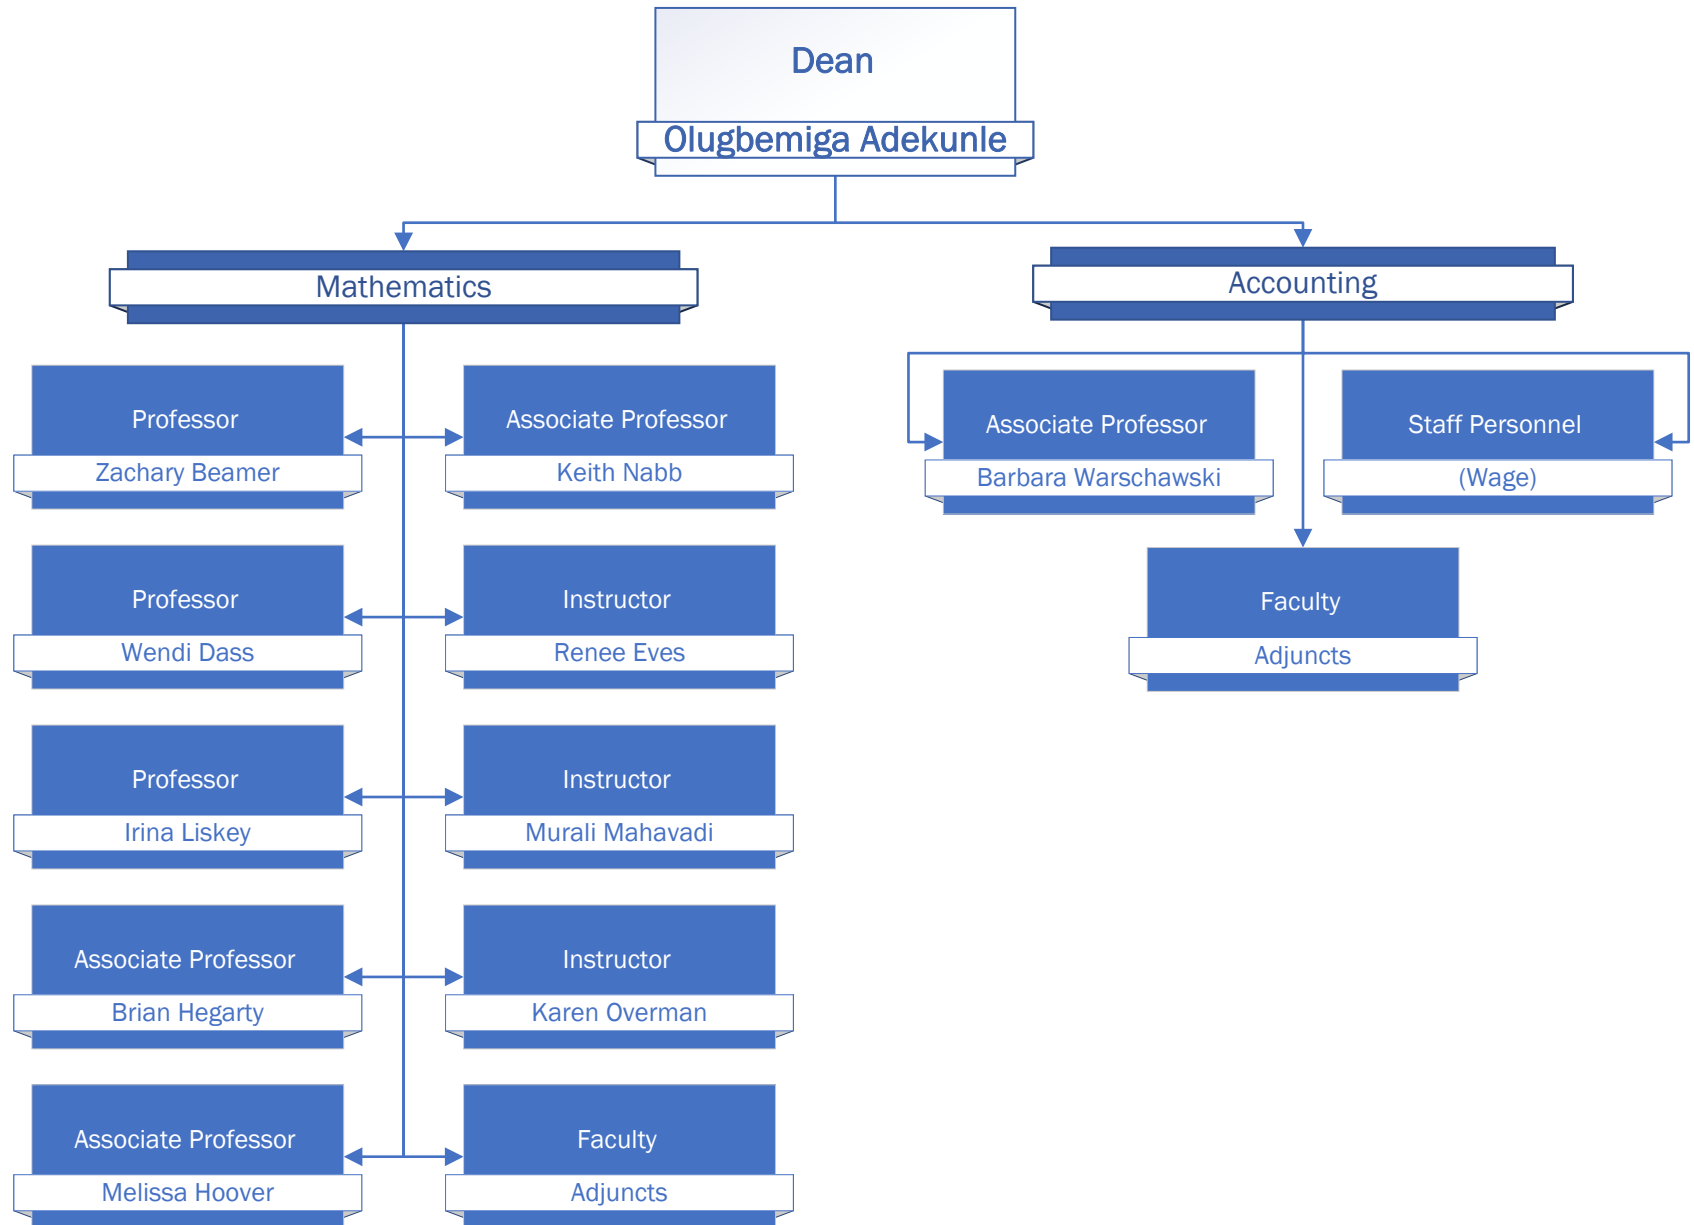 Dean
Olugbemiga Adekunle
Mathematics
Accounting
Professor
Zachary Beamer
Associate Professor
Keith Nabb
Associate Professor
Barbara Warschawski
Staff Personnel
(Wage)
Professor
Wendi Dass
Instructor
Renee Eves
Faculty
Adjuncts
Professor
Irina Liskey
Instructor
Murali Mahavadi
Associate Professor
Brian Hegarty
Instructor
Karen Overman
Associate Professor
Melissa Hoover
Faculty
Adjuncts